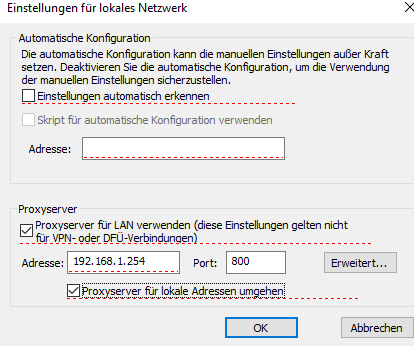 Einstellungen für lokales Netzwerk
Automatische Konfiguration
Die automatische Konfiguration kann die manuellen Einstellungen außer Kraft
setzen. Deaktivieren Sie die automatische Konfiguration, um die Verwendung
der manuellen Einstellungen sicherzustellen.
Einstellungen automatisch erkennen
Skript für automatische Konfiguration verwenden
Adresse:
Proxyserver
Proxyserver für LAN verwenden (diese Einstellungen gelten nicht
für VPN- oder DFÜ-Verbindungen)
Adresse: 192.168.1.254 Port: 800 Erweitert...
Proxyserver für lokale Adressen umgehen
OK Abbrechen